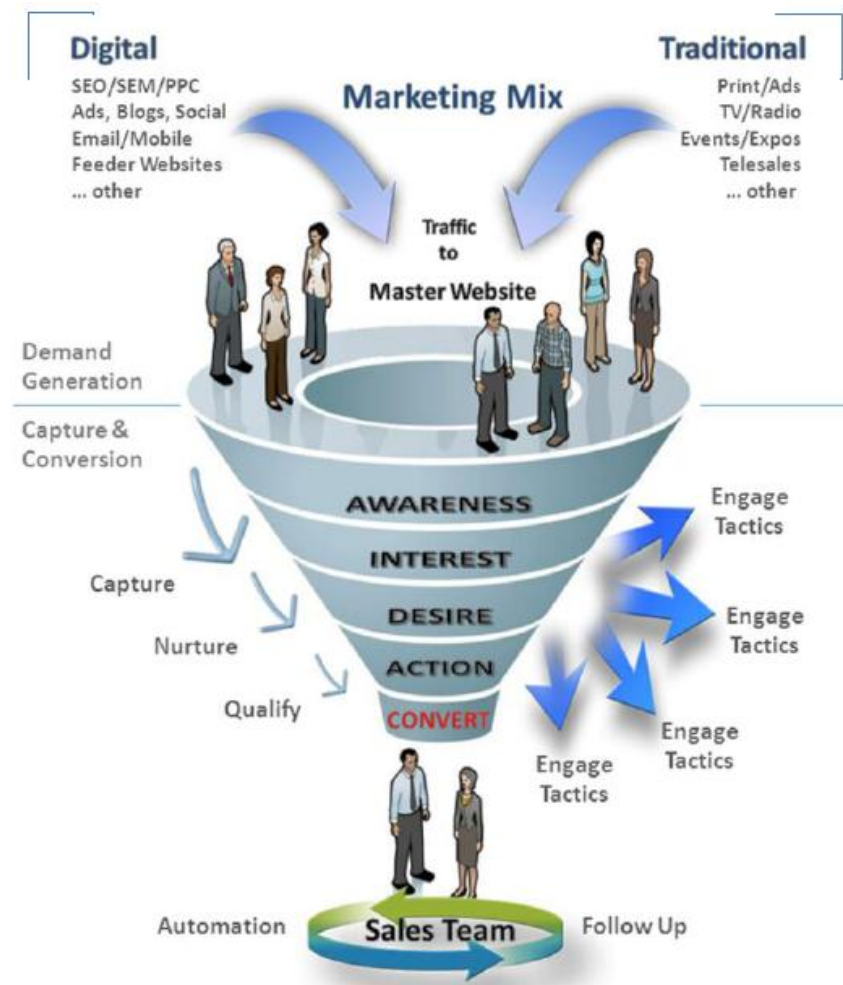 Digital
SEO/SEM/PPC
Ads, Blogs, Social
Email/Mobile
Feeder Websites
... other
Marketing Mix
Traditional
Print/Ads
TV/Radio
Events/Expos
Telesales
... other
Traffic
to
Master Website
Demand
Generation
Capture &
Conversion
AWARENESS
INTEREST
DESIRE
ACTION
CONVERT
Capture
Nurture
Qualify
Engage
Tactics
Engage
Tactics
Engage
Tactics
Engage
Tactics
Automation
Sales Team
Follow Up